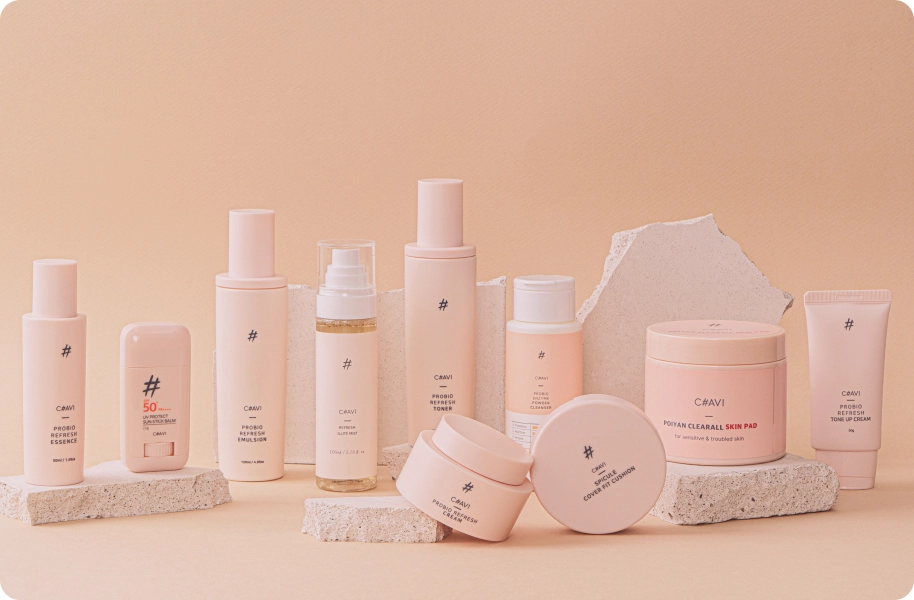 #
C#AVI
PROBIO
REFRESH
ESSENCE
#
50+
UV PROTECT
SUN STICK BALM
C#AVI
#
C#AVI
PROBIO
REFRESH
EMULSION
#
C#AVI
REFRESH
#
C#AVI
PROBIO
REFRESH
TONER
#
C#AVI
PROBIO
ENZYME
POWDER
CLEANSER
#
C#AVI
PROBIO REFRESH
CREAM
#
C#AVI
SPICULE
COVER FIT CUSHION
C#AVI
POIYAN CLEARALL SKIN PAD
for sensitive & troubled skin
#
C#AVI
PROBIO
REFRESH
TONE UP CREAM